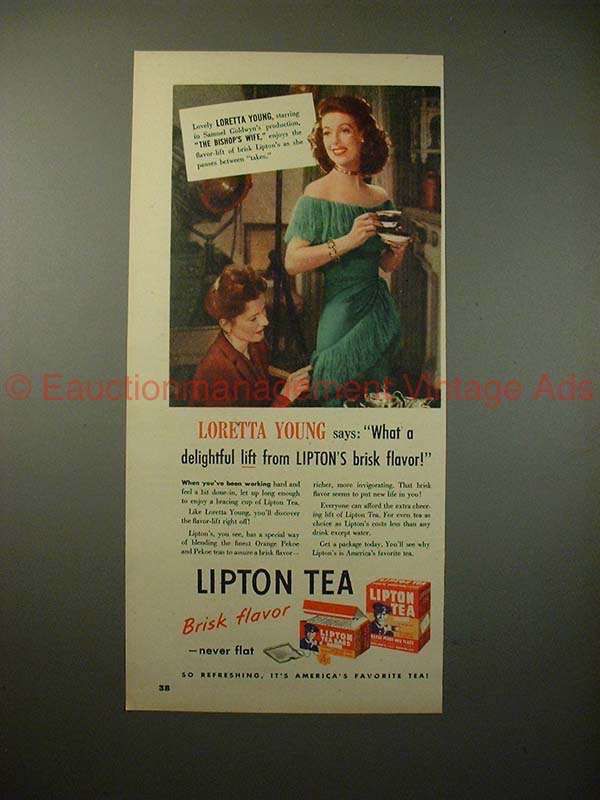 Lovely LORETTA YOUNG, starring
in Samuel Goldwyn's production,
"THE BISHOP'S WIFE," enjoys the
flavor-lift of brisk Lipton's as she
pauses between "takes."
© Eauctionmanagement Vintage Ads
LORETTA YOUNG says: "What a
delightful lift from LIPTON'S brisk flavor!"
When you've been working hard and
feel a bit done-in, let up long enough
to enjoy a bracing cup of Lipton Tea.
Like Loretta Young, you'll discover
the flavor-lift right off!
Lipton's, you see, has a special way
of blending the finest Orange Pekoe
and Pekoe teas to assure a brisk flavor—
richer, more invigorating. That brisk
flavor seems to put new life in you!
Everyone can afford the extra cheer-
ing lift of Lipton Tea. For even tea as
choice as Lipton's costs less than any
drink except water.
Get a package today. You'll see why
Lipton's is America's favorite tea.
LIPTON TEA
Brisk flavor
—never flat
LIPTON
TEA BAGS
LIPTON
TEA
SO REFRESHING, IT'S AMERICA'S FAVORITE TEA!
38